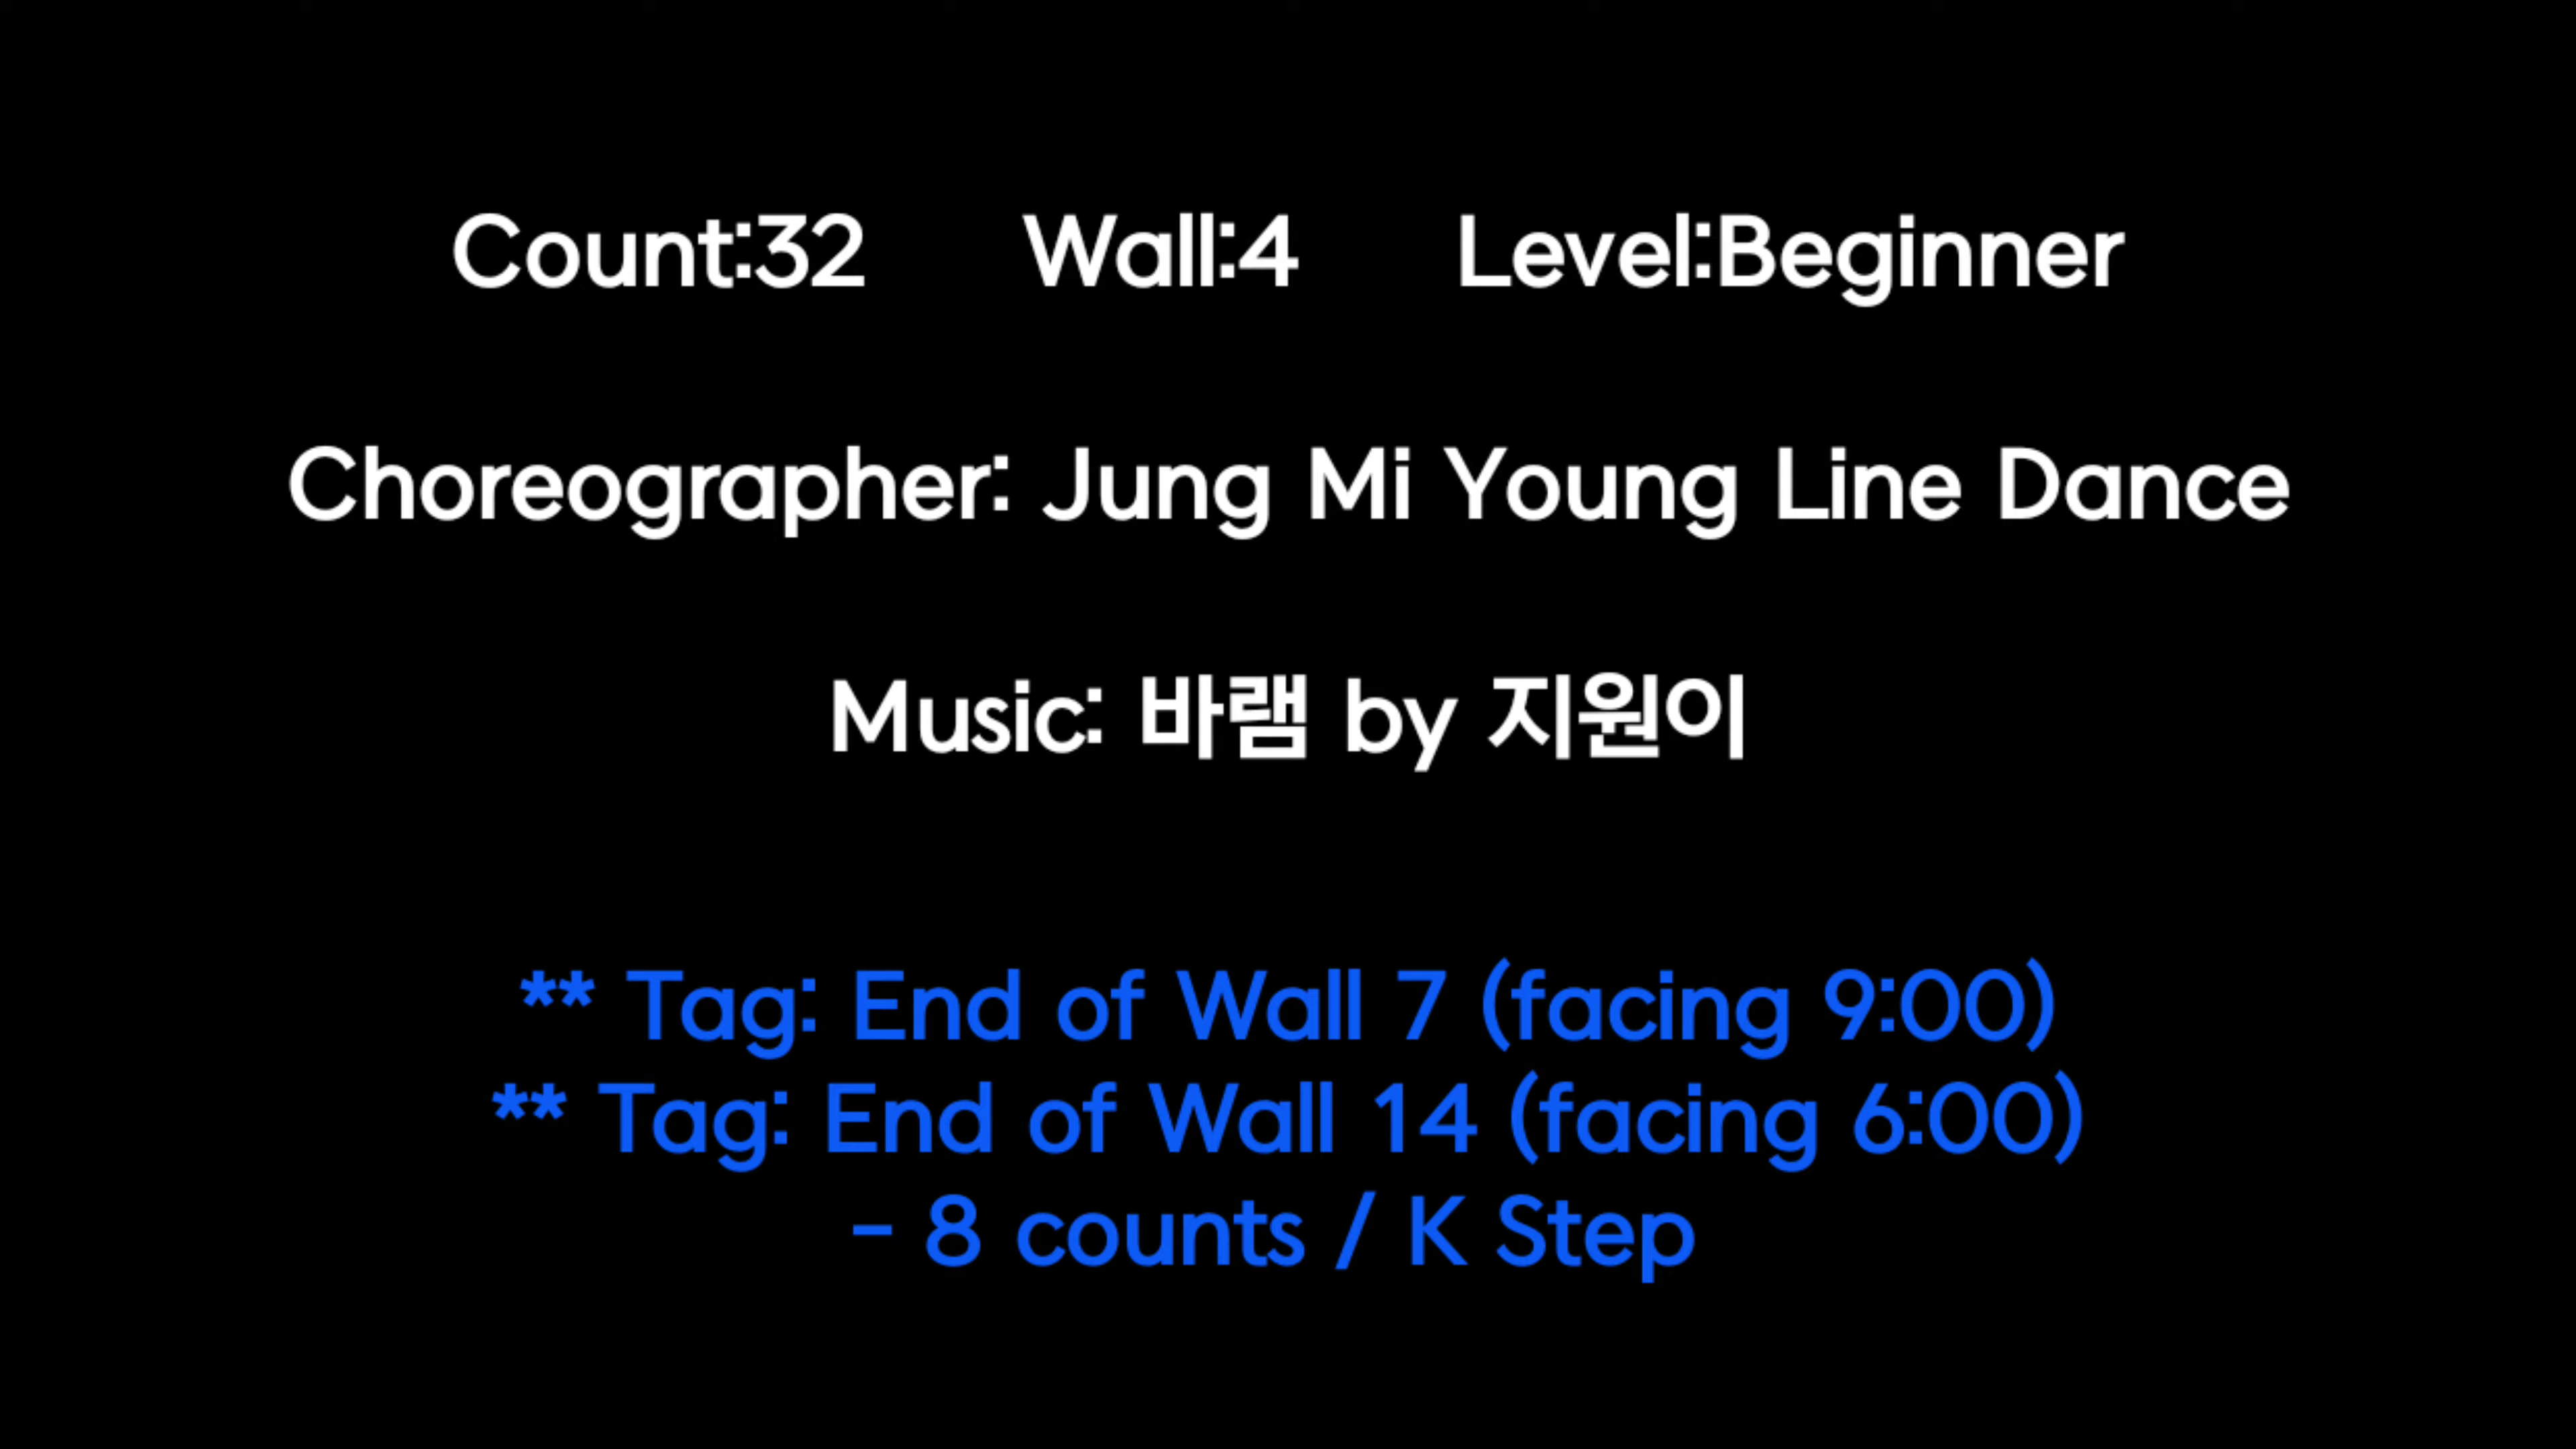 Count:32 Wall:4 Level:Beginner
Choreographer: Jung Mi Young Line Dance
Music: 바램 by 지원이
** Tag: End of Wall 7 (facing 9:00)
** Tag: End of Wall 14 (facing 6:00)
- 8 counts / K Step